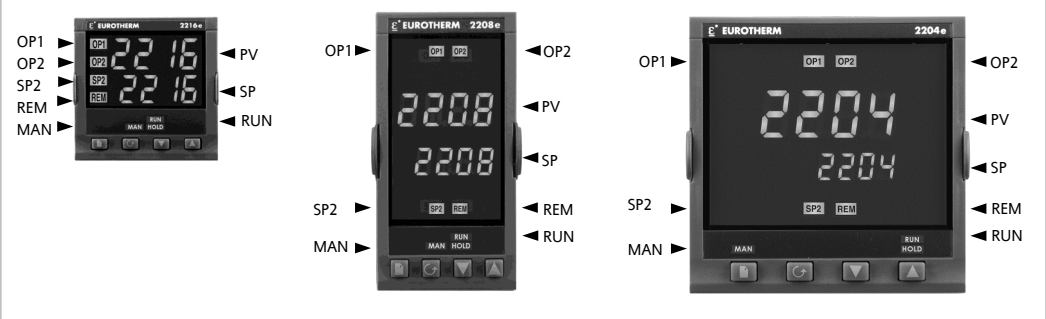 EUROTHERM 2216e
OP1
OP2
SP2
REM
MAN
OP1 2216
OP2
SP2 2216
REM
MAN RUN HOLD
PV
SP
RUN
EUROTHERM 2208e
OP1
SP2
MAN
OP1 OP2
2208
2208
SP2 REM
MAN RUN HOLD
OP2
PV
SP
REM
RUN
EUROTHERM 2204e
OP1
SP2
MAN
OP1 OP2
2204
2204
SP2 REM
MAN RUN HOLD
OP2
PV
SP
REM
RUN